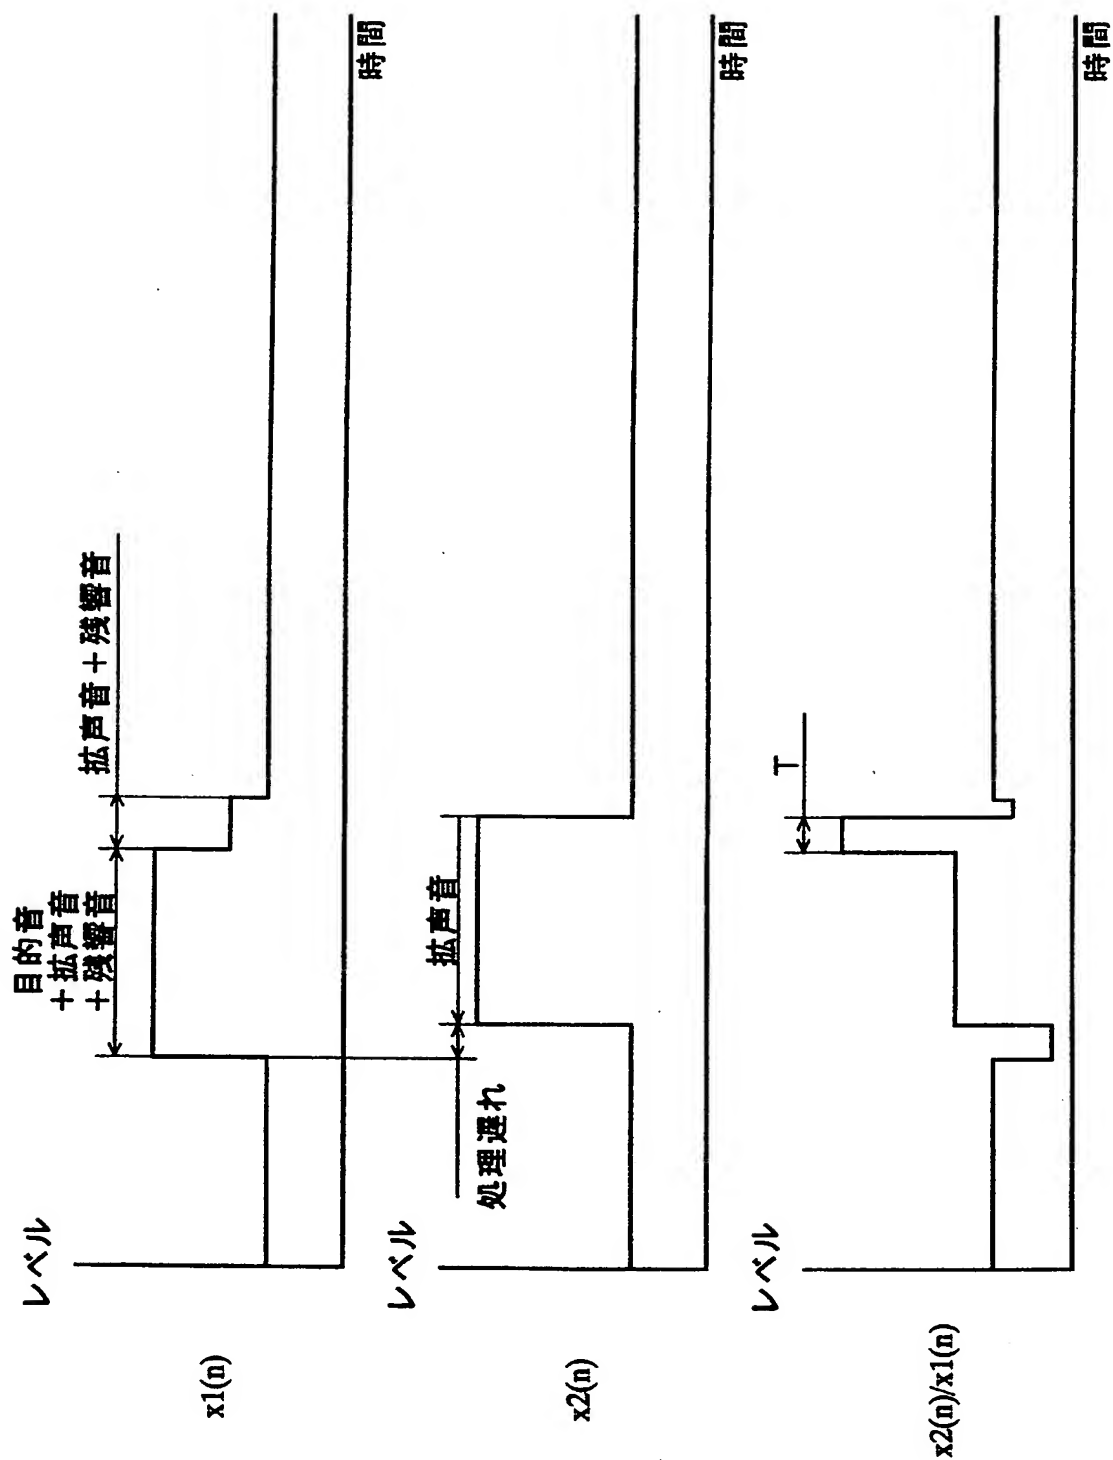 x1(n)
レベル
目的音
+拡声音
+残響音
拡声音+残響音
時間
x2(n)
レベル
処理遅れ
拡声音
時間
x2(n)/x1(n)
レベル
T
時間